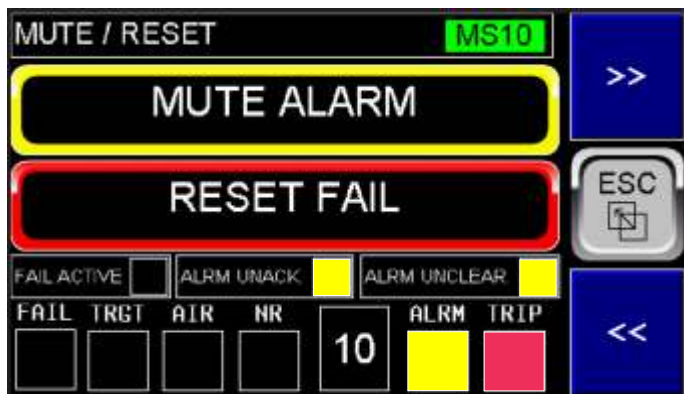 MUTE / RESET MS10
>>
MUTE ALARM
RESET FAIL
ESC
FAIL ACTIVE ALRM UNACK ALRM UNCLEAR
FAIL TRGT AIR NR 10 ALRM TRIP
<<